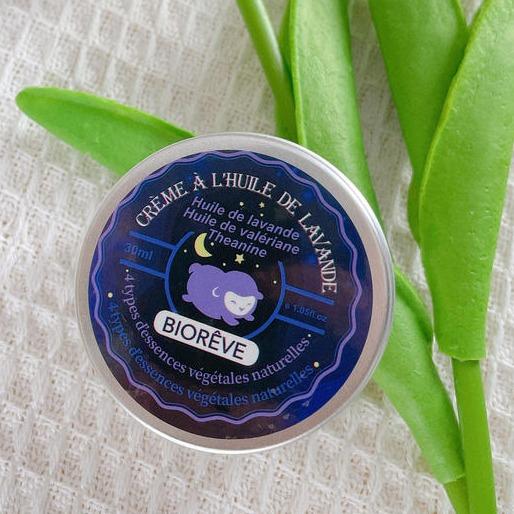 CRÈME À L'HUILE DE LAVANDE
Huile de lavande
Huile de valériane
Theanine
30ml
e 1.05fl.oz
BIORÊVE
4 types d'essences végétales naturelles
4 types d'essences végétales naturelles